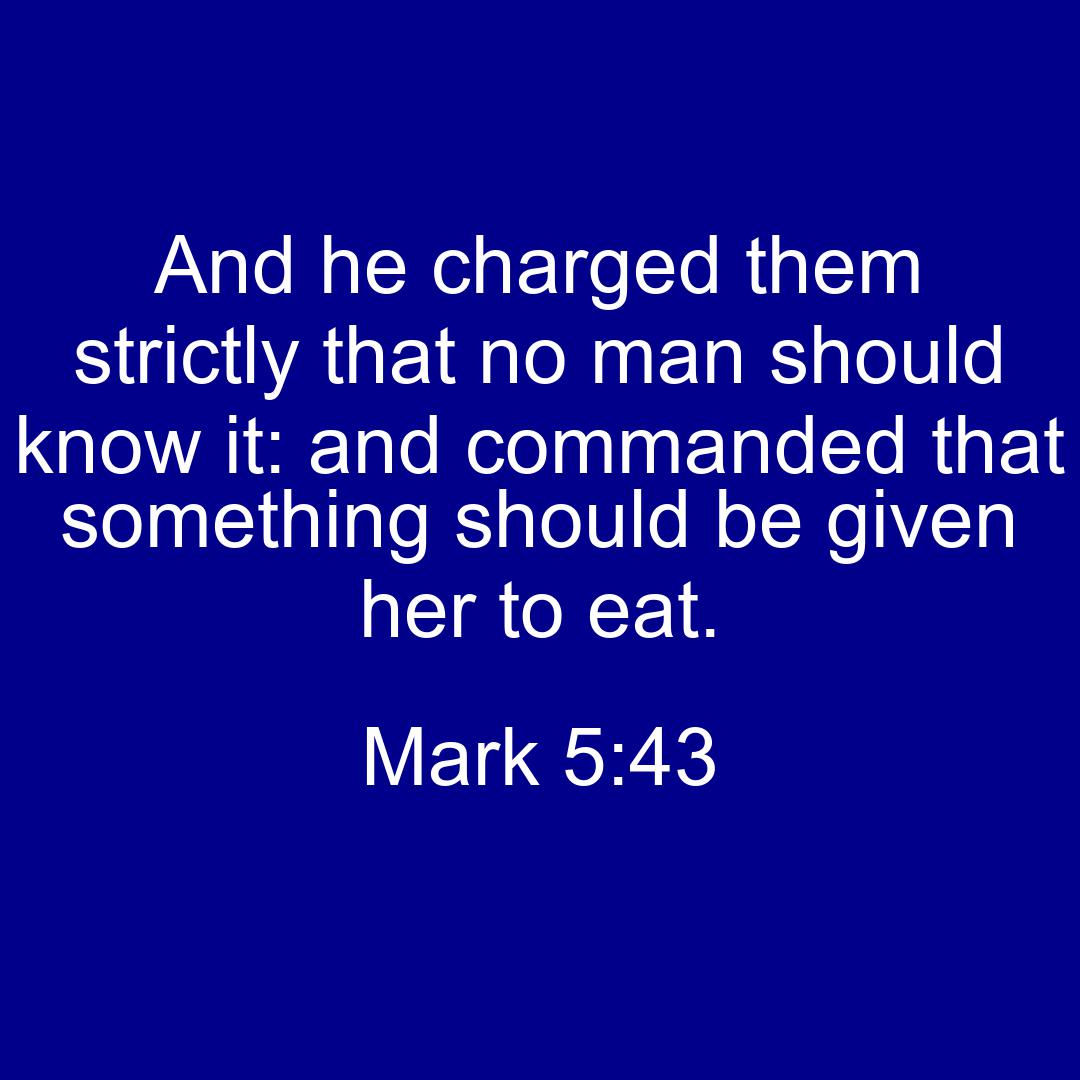 And he charged them
strictly that no man should
know it: and commanded that
something should be given
her to eat.
Mark 5:43